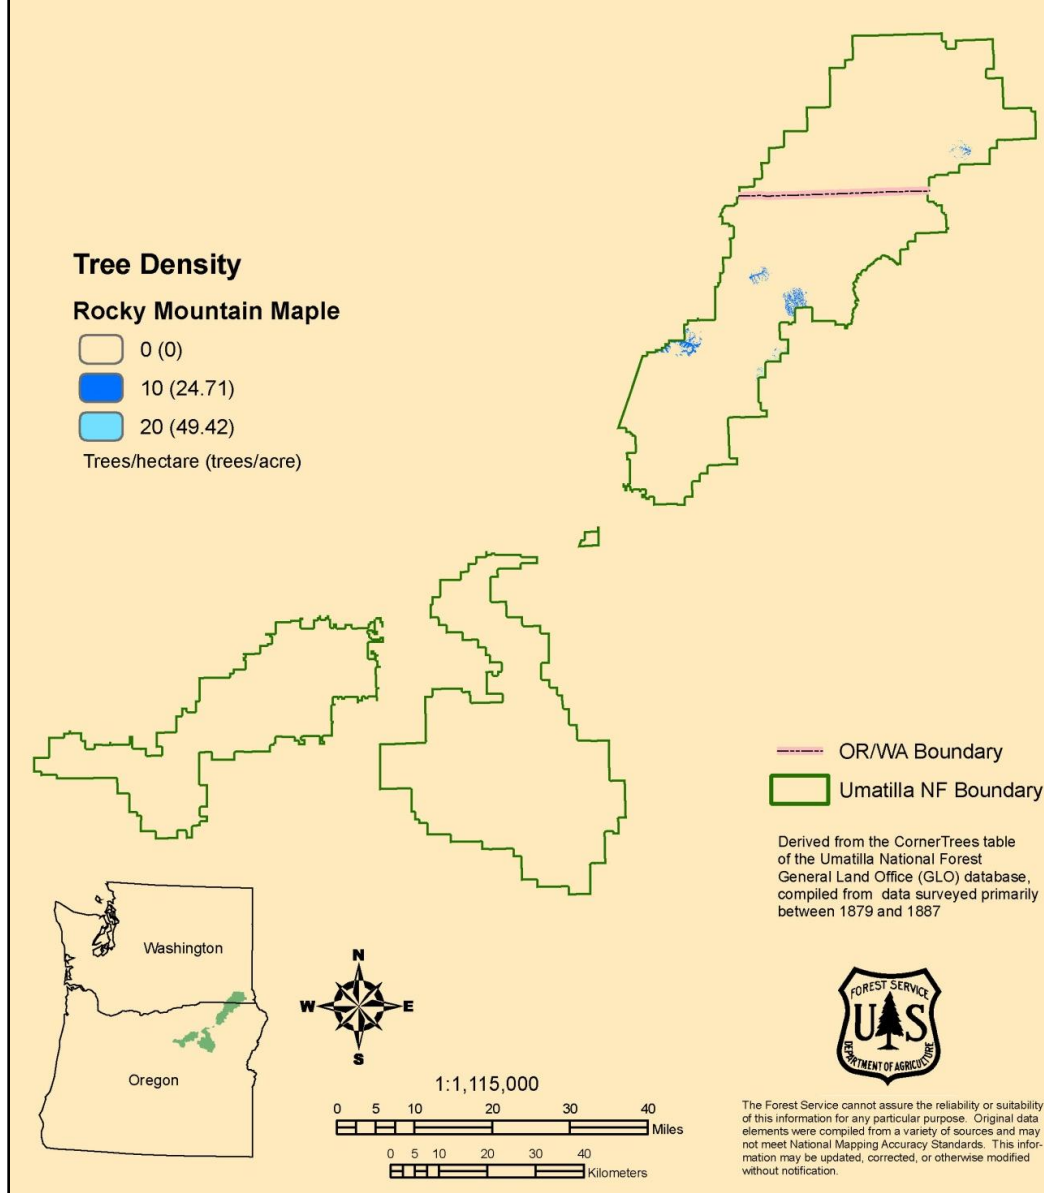 Tree Density
Rocky Mountain Maple
0 (0)
10 (24.71)
20 (49.42)
Trees/hectare (trees/acre)
OR/WA Boundary
Umatilla NF Boundary
Derived from the CornerTrees table
of the Umatilla National Forest
General Land Office (GLO) database,
compiled from data surveyed primarily
between 1879 and 1887
Washington
Oregon
N
W
E
S
1:1,115,000
0 5 10 20 30 40
Miles
0 5 10 20 30 40
Kilometers
FOREST SERVICE
U S
DEPARTMENT OF AGRICULTURE
The Forest Service cannot assure the reliability or suitability
of this information for any particular purpose. Original data
elements were compiled from a variety of sources and may
not meet National Mapping Accuracy Standards. This infor-
mation may be updated, corrected, or otherwise modified
without notification.